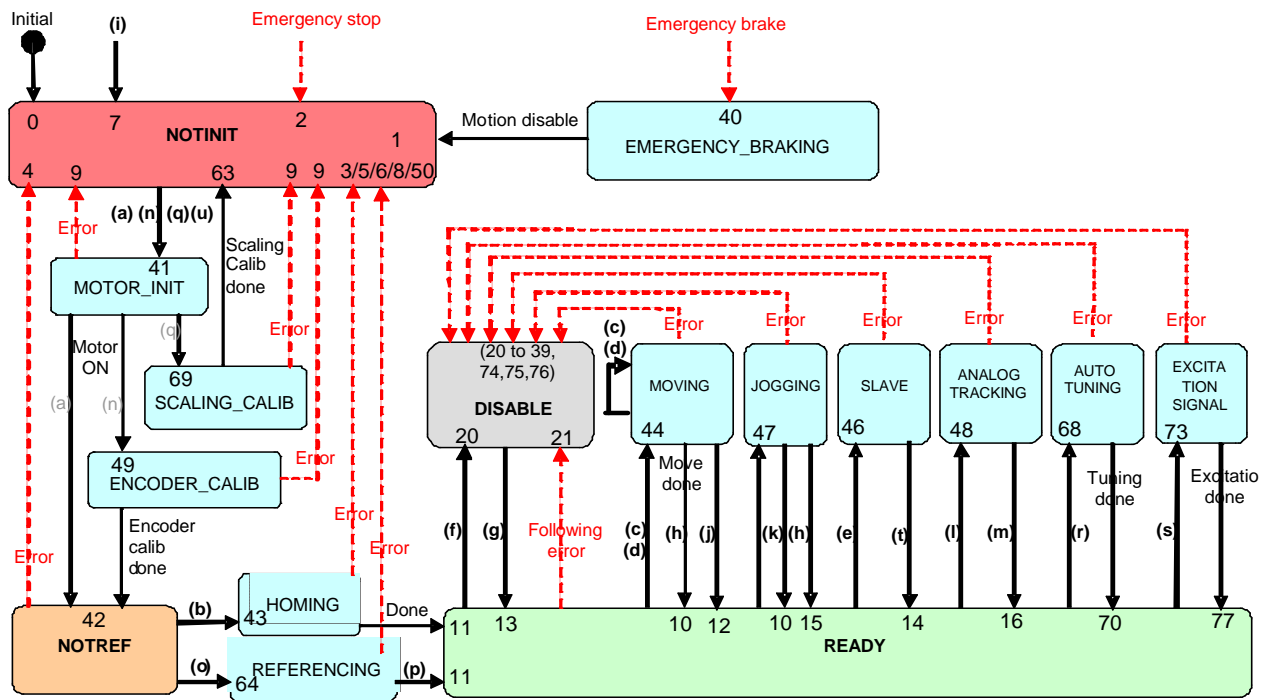 Initial
(i)
Emergency stop
Emergency brake
0
7
2
NOTINIT
1
4
9
63
9
9
3/5/6/8/50
Motion disable
40
EMERGENCY_BRAKING
Error
(a) (n) (q)(u)
Scaling
Calib
done
41
MOTOR_INIT
Motor
ON
(q)
(a)
(n)
Error
69
SCALING_CALIB
49
ENCODER_CALIB
Error
Encoder
calib
done
Error
Error
Error
42
NOTREF
(b)
43
HOMING
Done
(o)
64
REFERENCING
(p)
(20 to 39,
74,75,76)
DISABLE
20
21
(c)
(d)
Error
Error
Error
Error
Error
Error
MOVING
44
JOGGING
47
SLAVE
46
ANALOG
TRACKING
48
AUTO
TUNING
68
EXCITA
TION
SIGNAL
73
Move
done
Tuning
done
Excitatio
done
(f)
(g)
Following
error
(c)
(d)
(h)
(j)
(k)
(h)
(e)
(t)
(l)
(m)
(r)
(s)
11
13
10
12
10
15
14
16
70
77
READY
11